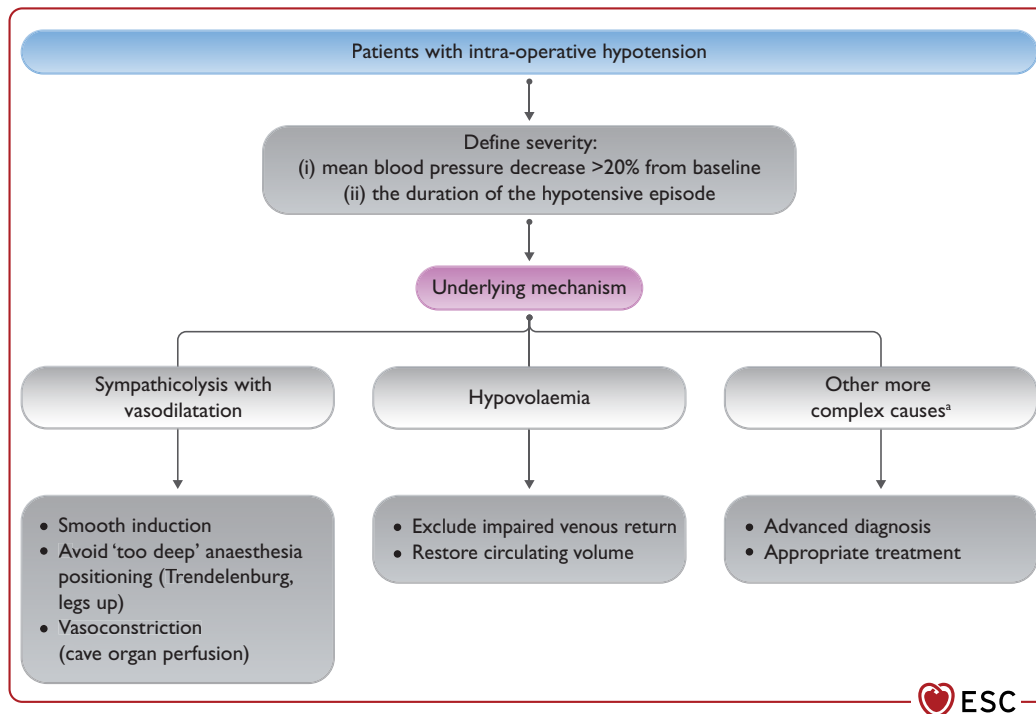 Patients with intra-operative hypotension
Define severity:
(i) mean blood pressure decrease >20% from baseline
(ii) the duration of the hypotensive episode
Underlying mechanism
Sympathicolysis with
vasodilatation
Hypovolaemia
Other more
complex causesᵃ
• Smooth induction
• Avoid ‘too deep’ anaesthesia
positioning (Trendelenburg,
legs up)
• Vasoconstriction
(cave organ perfusion)
• Exclude impaired venous return
• Restore circulating volume
• Advanced diagnosis
• Appropriate treatment
ESC